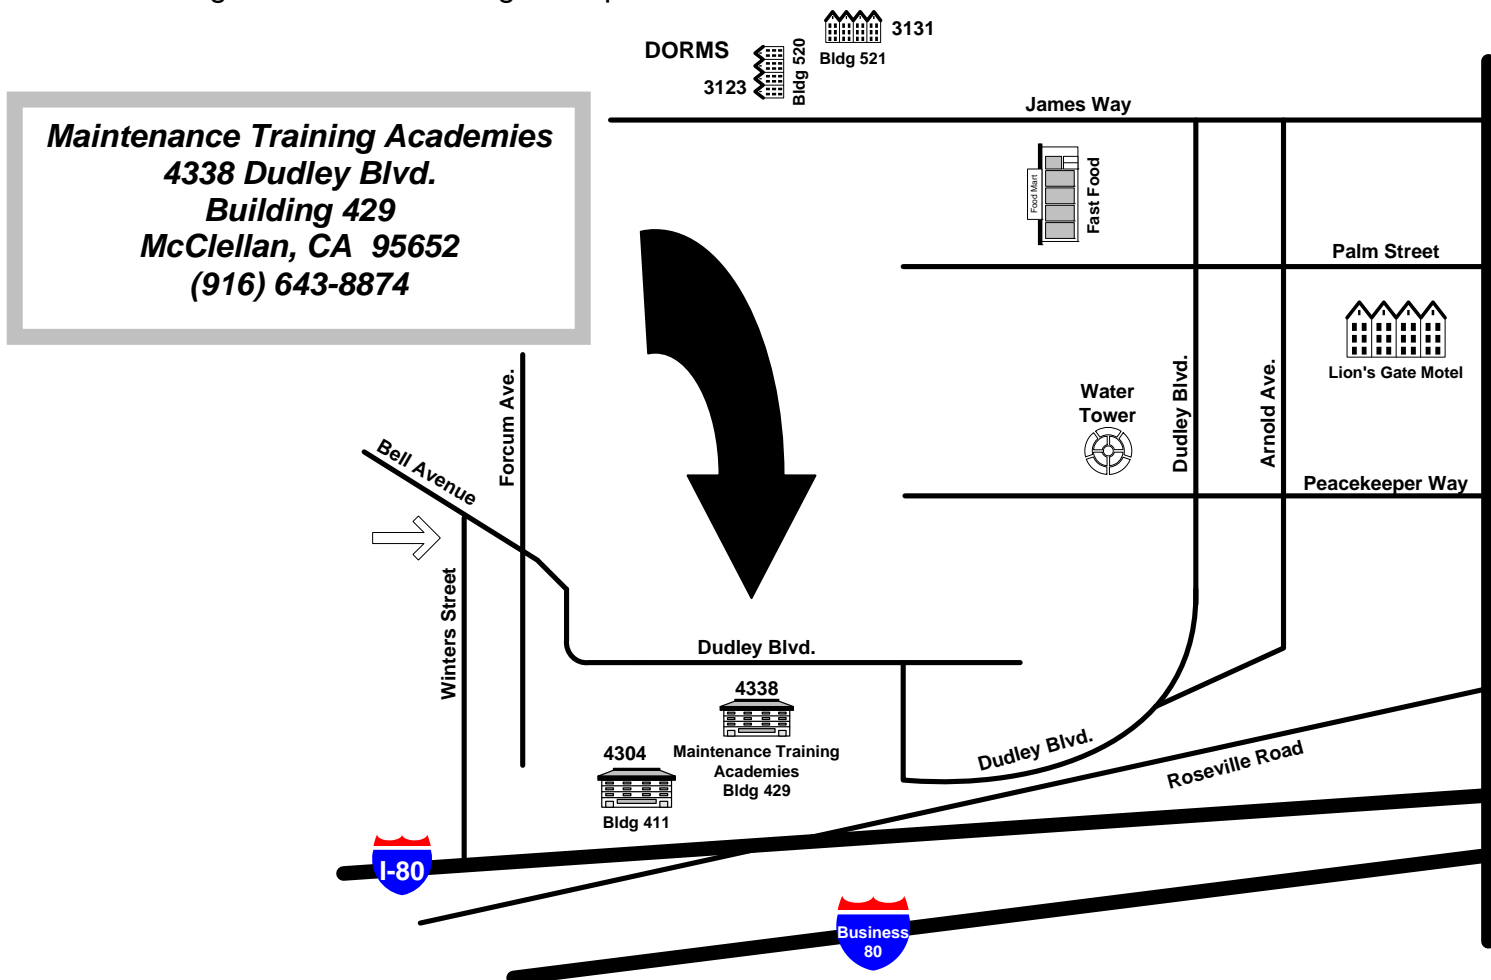 DORMS
3131
Bldg 521
3123
Bldg 520
James Way
Maintenance Training Academies
4338 Dudley Blvd.
Building 429
McClellan, CA 95652
(916) 643-8874
Food Mart
Fast Food
Palm Street
Lion's Gate Motel
Forcum Ave.
Water
Tower
Dudley Blvd.
Arnold Ave.
Bell Avenue
Peacekeeper Way
Winters Street
Dudley Blvd.
4338
Maintenance Training
Academies
Bldg 429
4304
Bldg 411
Dudley Blvd.
Roseville Road
I-80
Business
80